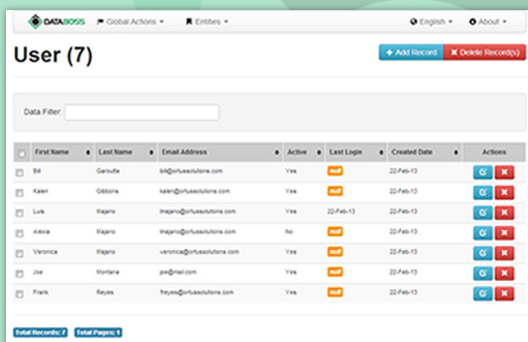 DATABOSS Global Actions Entities English About
User (7)
+ Add Record ✖ Delete Record(s)
Data Filter:
First Name Last Name Email Address Active Last Login Created Date Actions
Bill Garoutte bill@ortussolutions.com Yes null 22-Feb-13
Kalen Gibbons kalen@ortussolutions.com Yes null 22-Feb-13
Luis Majano lmajano@ortussolutions.com Yes 22-Feb-13 22-Feb-13
Alexia Majano lmajano@ortussolutions.com No null 22-Feb-13
Veronica Majano veronica@ortussolutions.com Yes null 22-Feb-13
Joe Montana joe@mail.com Yes null 22-Feb-13
Frank Reyes freyes@ortussolutions.com Yes null 22-Feb-13
Total Records: 7 Total Pages: 1